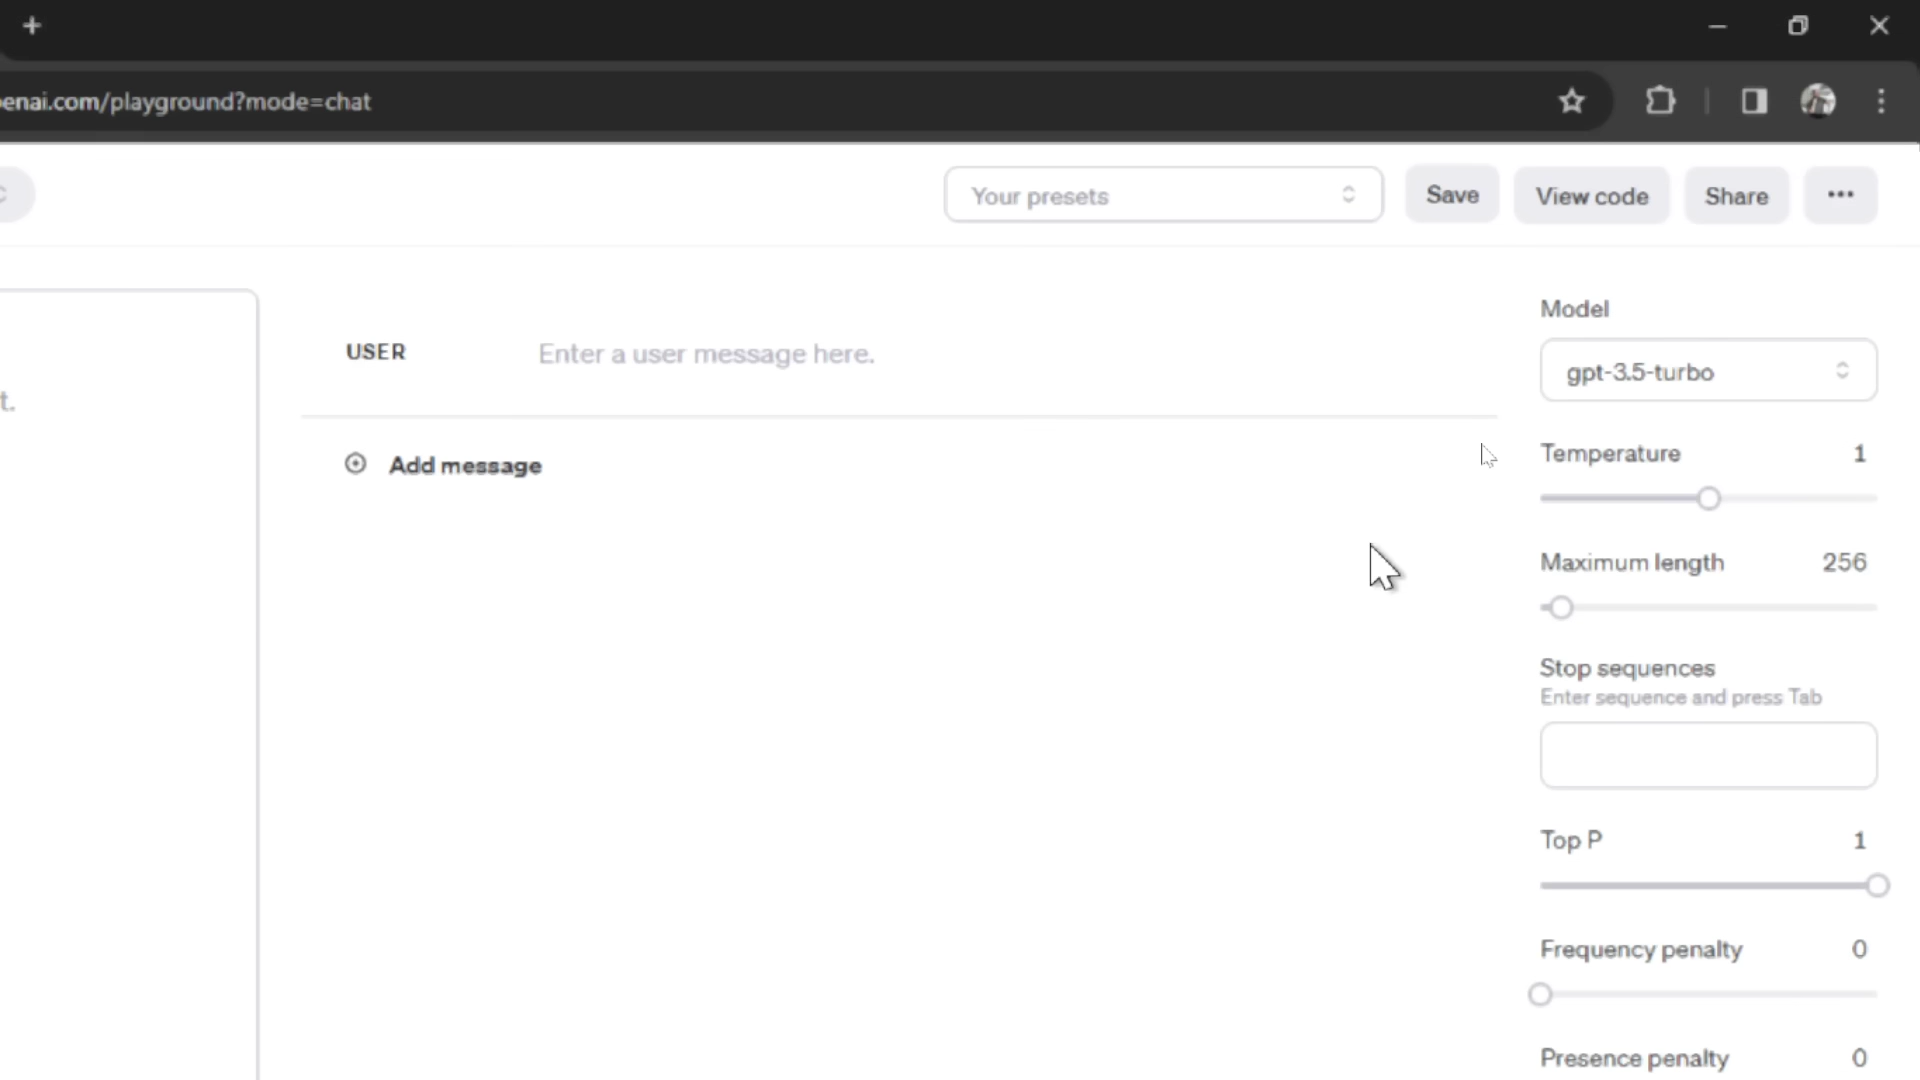 enai.com/playground?mode=chat
Your presets
Save
View code
Share
t.
USER
Enter a user message here.
Add message
Model
gpt-3.5-turbo
Temperature 1
Maximum length 256
Stop sequences
Enter sequence and press Tab
Top P 1
Frequency penalty 0
Presence penalty 0